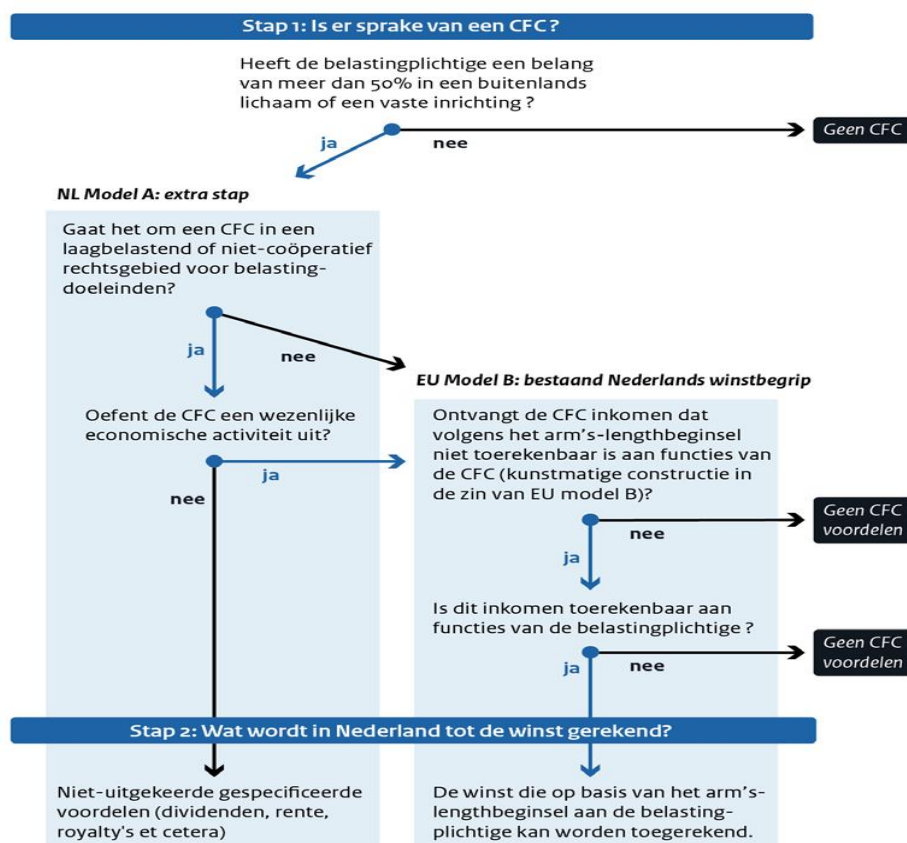 Stap 1: Is er sprake van een CFC?
Heeft de belastingplichtige een belang
van meer dan 50% in een buitenlands
lichaam of een vaste inrichting ?
ja
nee
Geen CFC
NL Model A: extra stap
Gaat het om een CFC in een
laagbelastend of niet-coöperatief
rechtsgebied voor belasting-
doeleinden?
ja
nee
EU Model B: bestaand Nederlands winstbegrip
Oefent de CFC een wezenlijke
economische activiteit uit?
ja
nee
Ontvangt de CFC inkomen dat
volgens het arm's-lengthbeginsel
niet toerekenbaar is aan functies van
de CFC (kunstmatige constructie in
de zin van EU model B)?
nee
Geen CFC
voordelen
ja
Is dit inkomen toerekenbaar aan
functies van de belastingplichtige ?
ja
nee
Geen CFC
voordelen
Stap 2: Wat wordt in Nederland tot de winst gerekend?
Niet-uitgekeerde gespecificeerde
voordelen (dividenden, rente,
royalty's et cetera)
De winst die op basis van het arm's-
lengthbeginsel aan de belasting-
plichtige kan worden toegerekend.